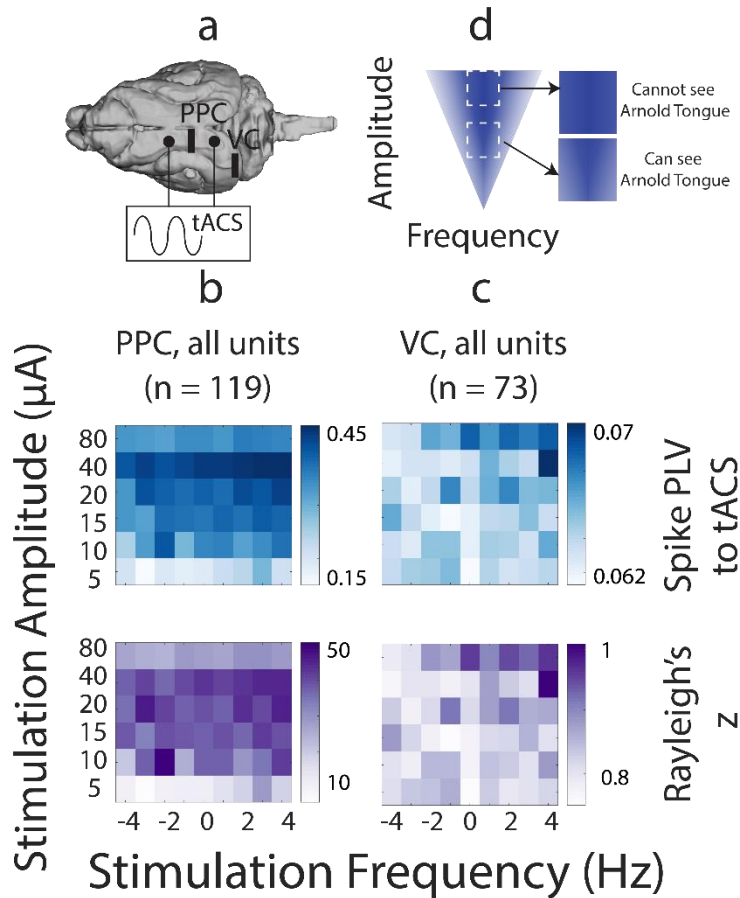 a
PPC
VC
tACS
d
Amplitude
Frequency
Cannot see
Arnold Tongue
Can see
Arnold Tongue
b
PPC, all units
(n = 119)
c
VC, all units
(n = 73)
Stimulation Amplitude (μA)
80
40
20
15
10
5
0.45
0.15
0.07
0.062
Spike PLV
to tACS
80
40
20
15
10
5
50
10
1
0.8
Rayleigh's
z
-4 -2 0 2 4
-4 -2 0 2 4
Stimulation Frequency (Hz)